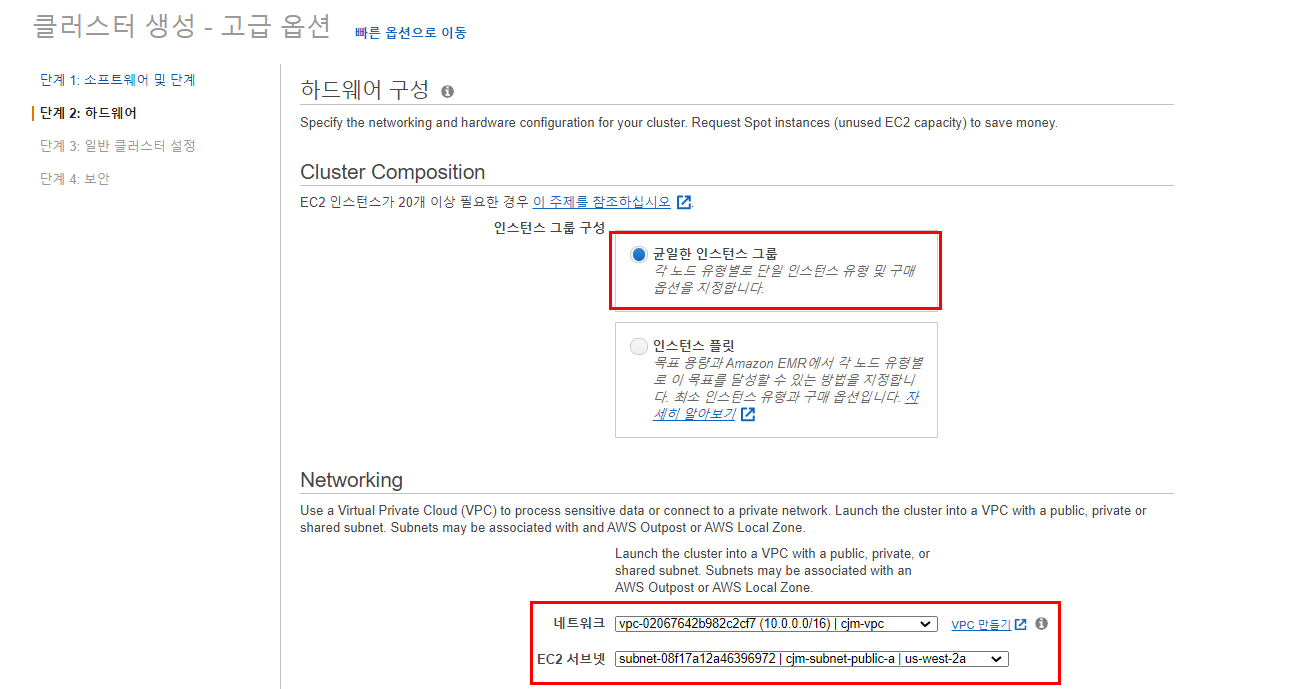 클러스터 생성 - 고급 옵션 빠른 옵션으로 이동
단계 1: 소프트웨어 및 단계
단계 2: 하드웨어
단계 3: 일반 클러스터 설정
단계 4: 보안
하드웨어 구성
Specify the networking and hardware configuration for your cluster. Request Spot instances (unused EC2 capacity) to save money.
Cluster Composition
EC2 인스턴스가 20개 이상 필요한 경우 이 주제를 참조하십시오.
인스턴스 그룹 구성
균일한 인스턴스 그룹
각 노드 유형별로 단일 인스턴스 유형 및 구매
옵션을 지정합니다.
인스턴스 플릿
목표 용량과 Amazon EMR에서 각 노드 유형별
로 이 목표를 달성할 수 있는 방법을 지정합니
다. 최소 인스턴스 유형과 구매 옵션입니다. 자
세히 알아보기
Networking
Use a Virtual Private Cloud (VPC) to process sensitive data or connect to a private network. Launch the cluster into a VPC with a public, private or
shared subnet. Subnets may be associated with and AWS Outpost or AWS Local Zone.
Launch the cluster into a VPC with a public, private, or
shared subnet. Subnets may be associated with an
AWS Outpost or AWS Local Zone.
네트워크 vpc-02067642b982c2cf7 (10.0.0.0/16) | cjm-vpc VPC 만들기
EC2 서브넷 subnet-08f17a12a46396972 | cjm-subnet-public-a | us-west-2a